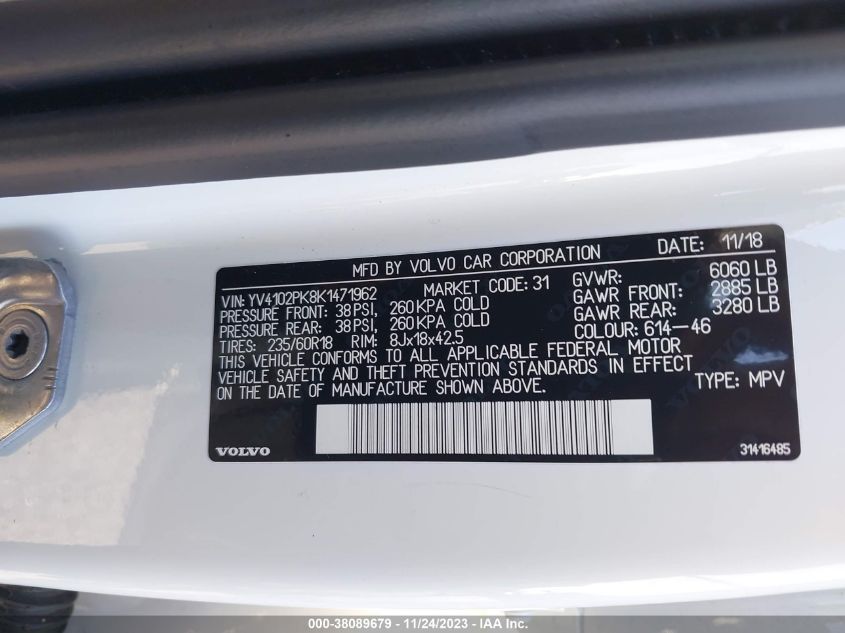 MFD BY VOLVO CAR CORPORATION DATE: 11/18
VIN: YV4102PK8K1471962 MARKET CODE: 31 GVWR: 6060 LB
PRESSURE FRONT: 38PSI, 260KPA COLD GAWR FRONT: 2885 LB
PRESSURE REAR: 38PSI, 260KPA COLD GAWR REAR: 3280 LB
TIRES: 235/60R18 RIM: 8Jx18x42.5 COLOUR: 614-46
THIS VEHICLE CONFORMS TO ALL APPLICABLE FEDERAL MOTOR
VEHICLE SAFETY AND THEFT PREVENTION STANDARDS IN EFFECT TYPE: MPV
ON THE DATE OF MANUFACTURE SHOWN ABOVE.
VOLVO 31416485
000-38089679 - 11/24/2023 - IAA Inc.